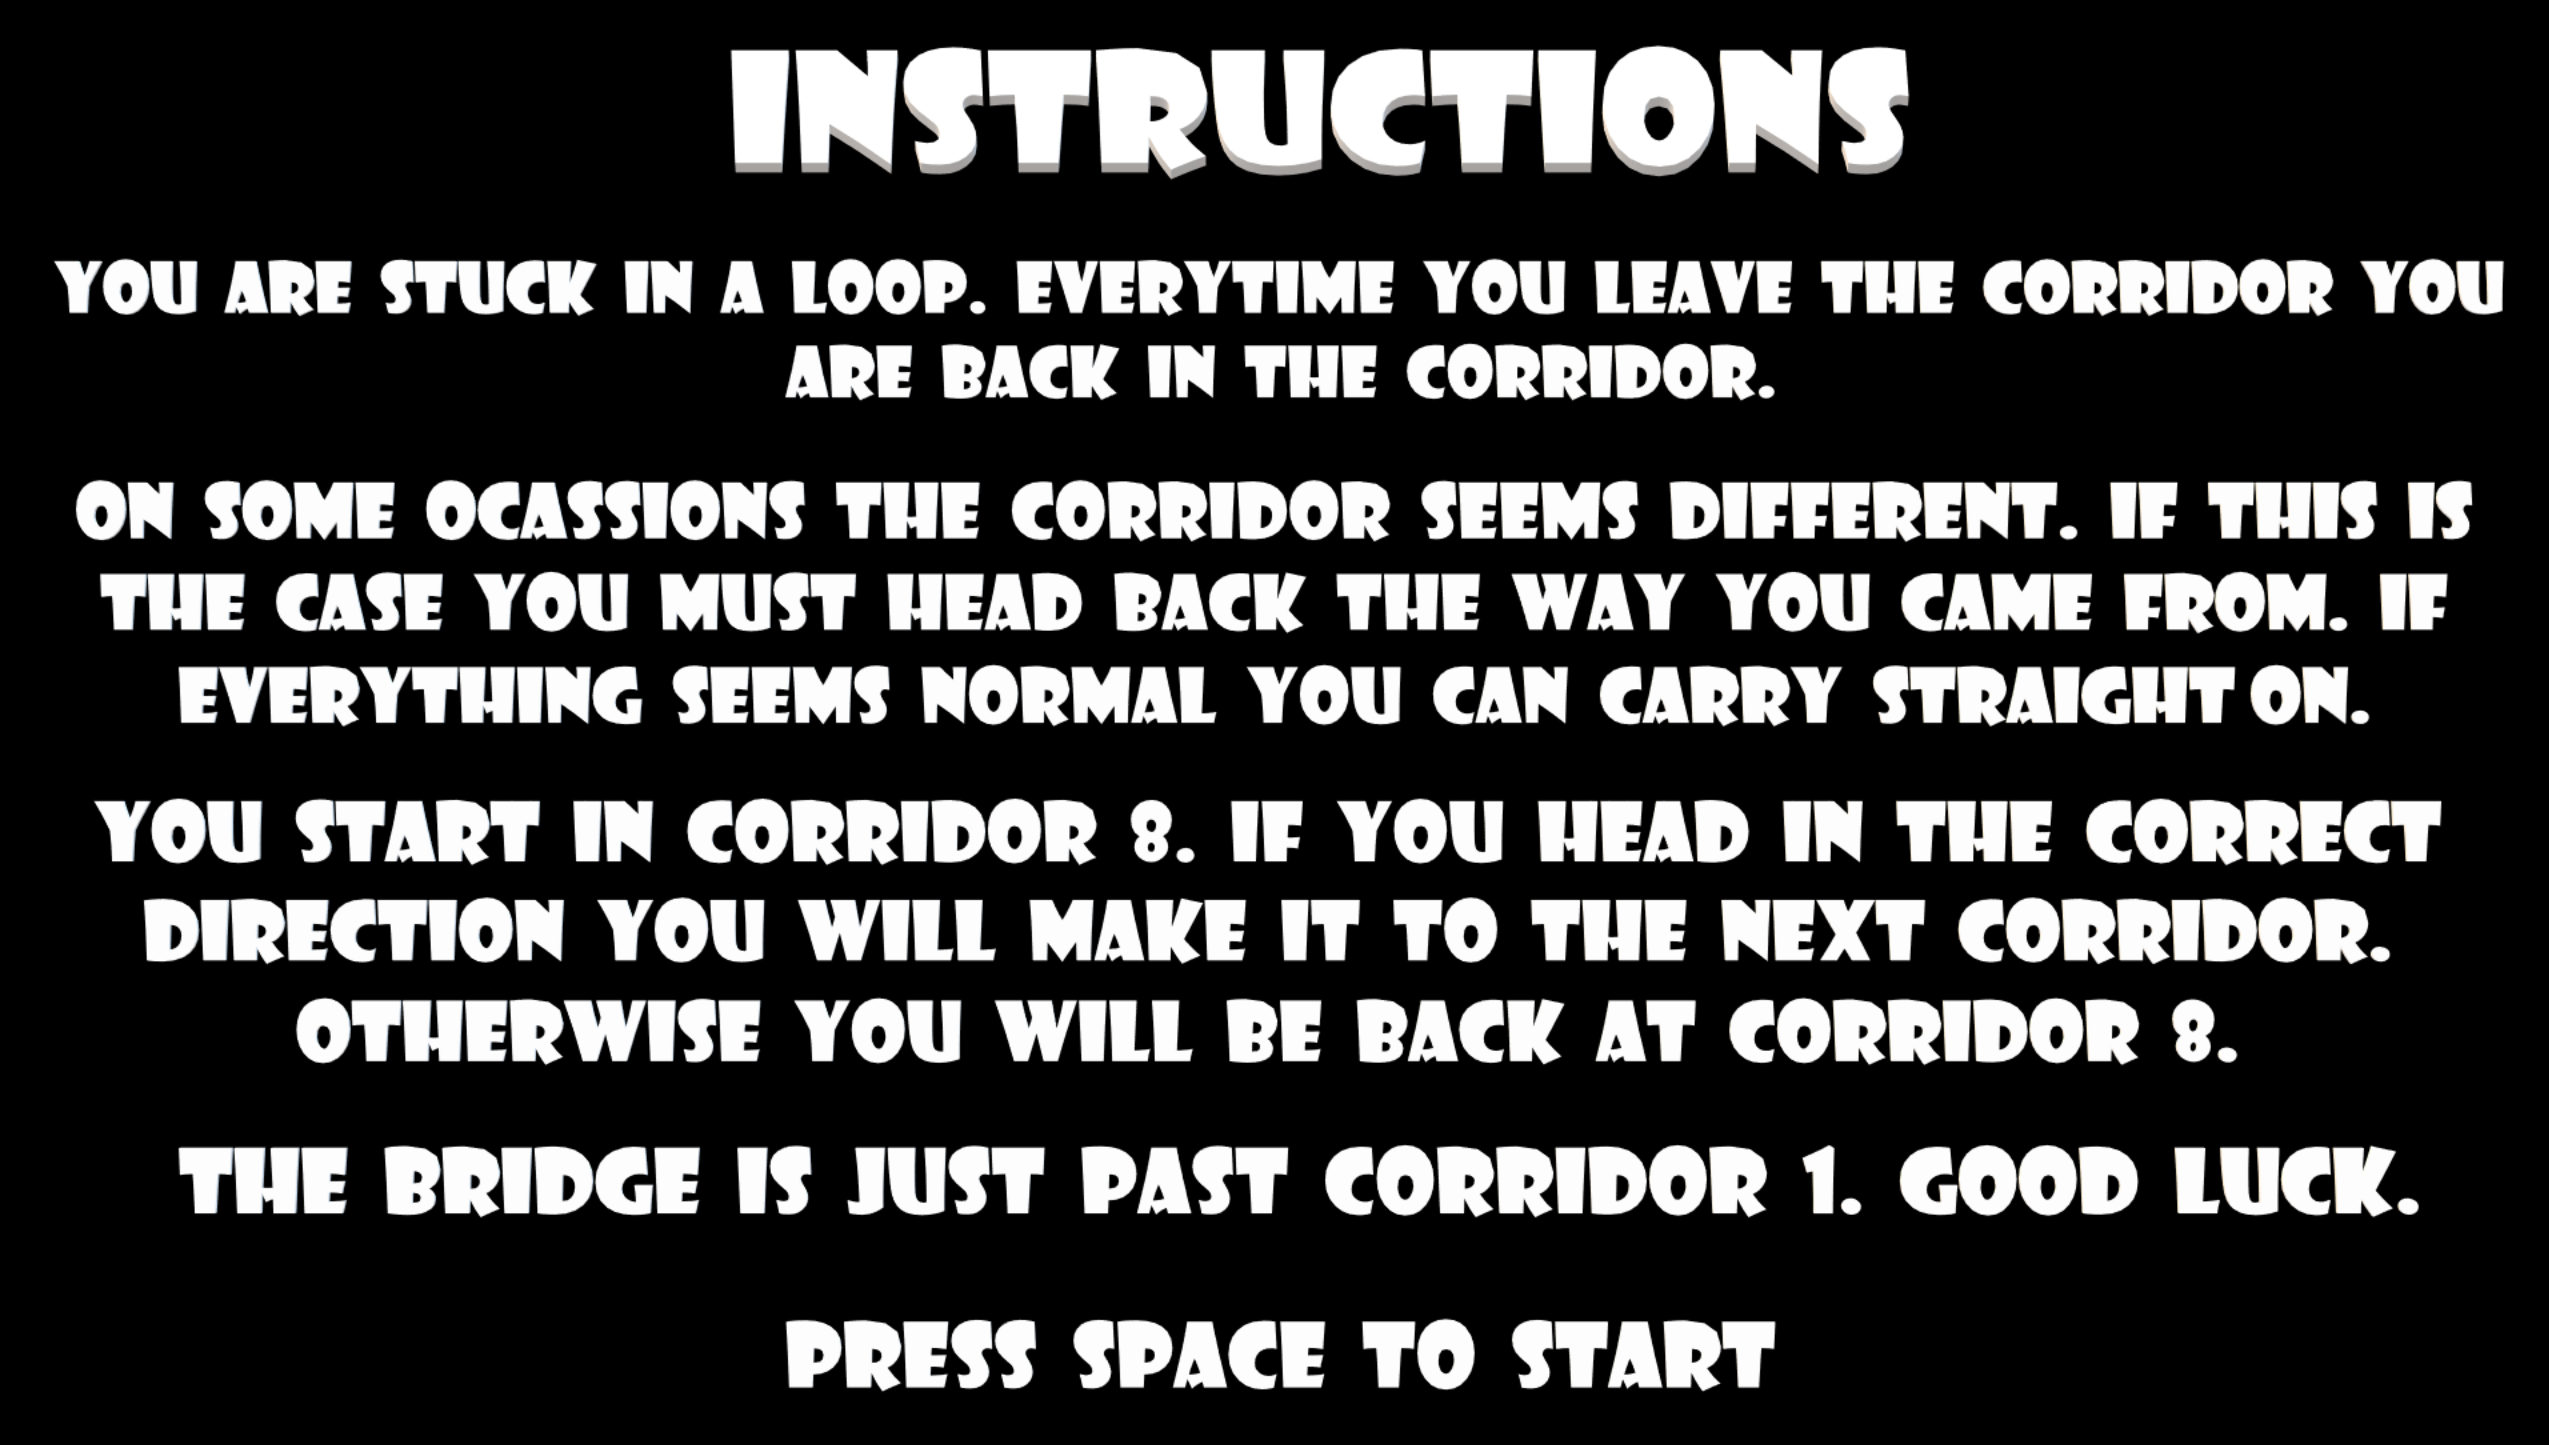 INSTRUCTIONS
YOU ARE STUCK IN A LOOP. EVERYTIME YOU LEAVE THE CORRIDOR YOU
ARE BACK IN THE CORRIDOR.
ON SOME OCASSIONS THE CORRIDOR SEEMS DIFFERENT. IF THIS IS
THE CASE YOU MUST HEAD BACK THE WAY YOU CAME FROM. IF
EVERYTHING SEEMS NORMAL YOU CAN CARRY STRAIGHT ON.
YOU START IN CORRIDOR 8. IF YOU HEAD IN THE CORRECT
DIRECTION YOU WILL MAKE IT TO THE NEXT CORRIDOR.
OTHERWISE YOU WILL BE BACK AT CORRIDOR 8.
THE BRIDGE IS JUST PAST CORRIDOR 1. GOOD LUCK.
PRESS SPACE TO START